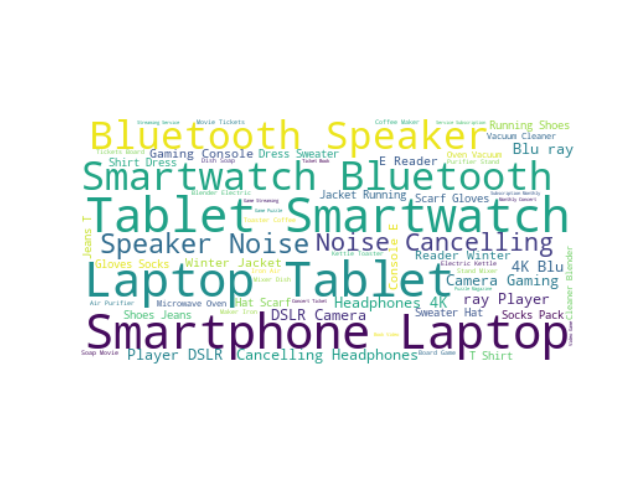 Streaming Service
Movie Tickets
Coffee Maker
Service Subscription
Bluetooth Speaker
Running Shoes
Vacuum Cleaner
Tickets Board
Gaming Console
Dress Sweater
Blu ray
Shirt Dress
Dish Soap
Ticket Book
E Reader
Oven Vacuum
Purifier Stand
Smartwatch Bluetooth
Blender Electric
Jacket Running
Scarf Gloves
Subscription Monthly
Monthly Concert
Game Streaming
Tablet Smartwatch
Game Puzzle
Toaster Coffee
Jeans T
Speaker Noise
Noise Cancelling
Console E
Kettle Toaster
Reader Winter
Gloves Socks
Winter Jacket
Electric Kettle
4K Blu
Cleaner Blender
Laptop Tablet
Iron Air
Stand Mixer
Mixer Dish
Camera Gaming
Puzzle Magazine
Air Purifier
Microwave Oven
Hat Scarf
Concert Ticket
Headphones 4K
ray Player
Maker Iron
Shoes Jeans
DSLR Camera
Sweater Hat
Socks Pack
Smartphone Laptop
Video Game
Soap Movie
Player DSLR
Cancelling Headphones
Board Game
T Shirt